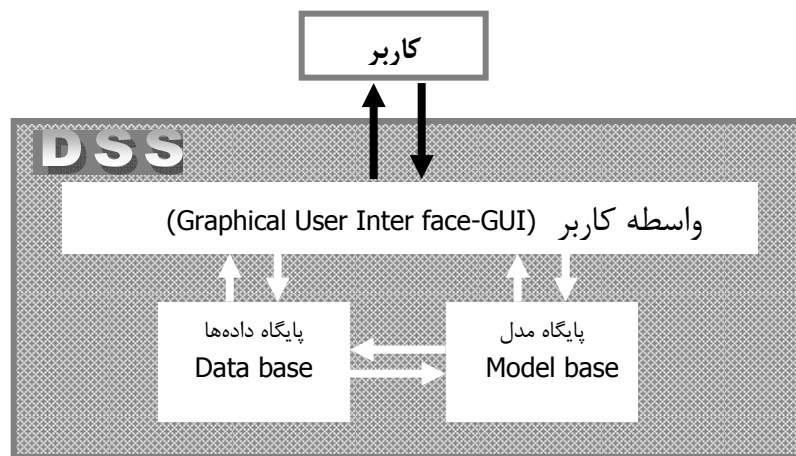 کاربر
DSS
واسطه کاربر (Graphical User Inter face-GUI)
پایگاه داده‌ها
Data base
پایگاه مدل
Model base